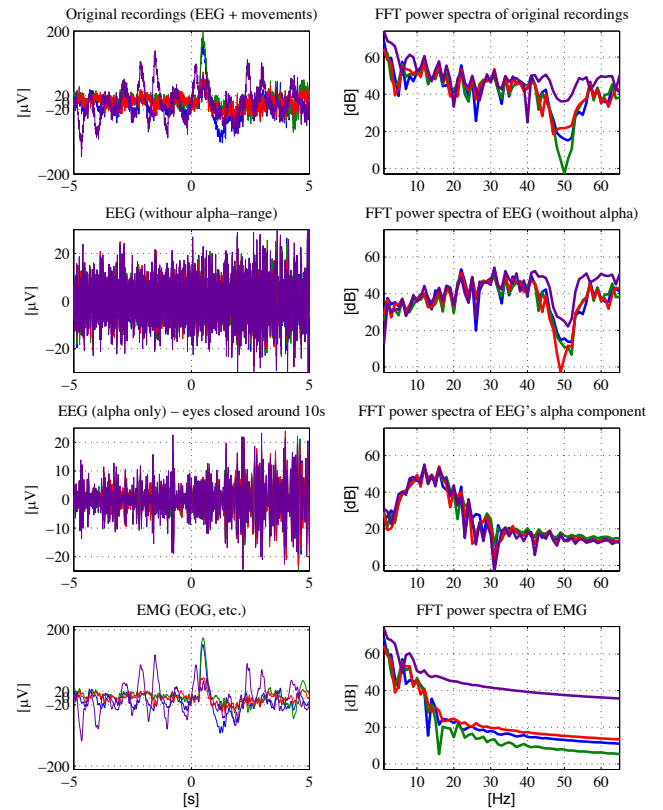 Original recordings (EEG + movements)
200
20
0
−20
−200
[µV]
−5 0 5
FFT power spectra of original recordings
60
40
20
0
[dB]
10 20 30 40 50 60
EEG (withour alpha−range)
20
0
−20
[µV]
−5 0 5
FFT power spectra of EEG (woithout alpha)
60
40
20
0
[dB]
10 20 30 40 50 60
EEG (alpha only) − eyes closed around 10s
20
10
0
−10
−20
[µV]
−5 0 5
FFT power spectra of EEG's alpha component
60
40
20
0
[dB]
10 20 30 40 50 60
EMG (EOG, etc.)
200
20
0
−20
−200
[µV]
−5 0 5
[s]
FFT power spectra of EMG
60
40
20
0
[dB]
10 20 30 40 50 60
[Hz]